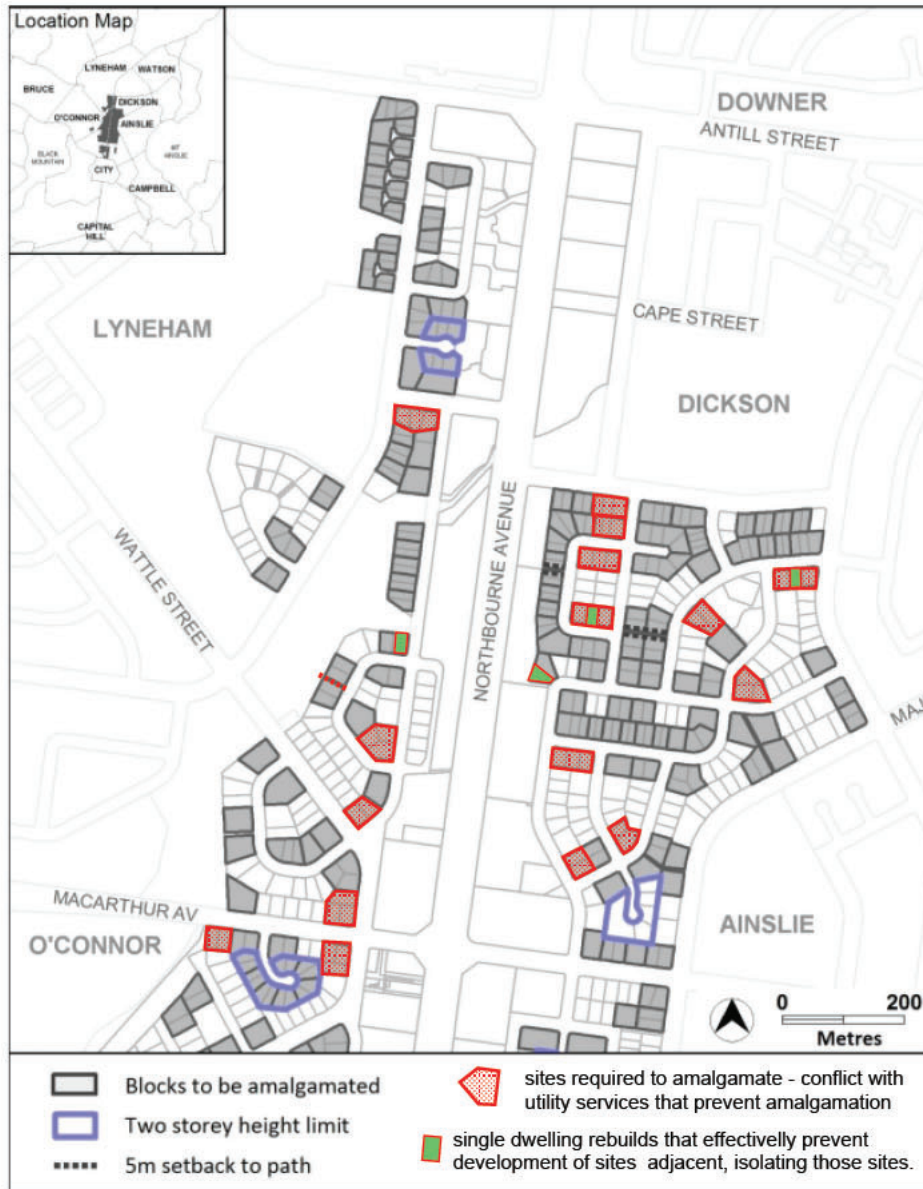 Location Map
LYNEHAM
WATSON
BRUCE
DICKSON
O'CONNOR
AINSLIE
BLACK
MOUNTAIN
MT
AINSLIE
CITY
CAMPBELL
CAPITAL
HILL
DOWNER
ANTILL STREET
LYNEHAM
CAPE STREET
DICKSON
NORTHBOURNE AVENUE
WATTLE STREET
MAJ
MACARTHUR AV
O'CONNOR
AINSLIE
0 200
Metres
Blocks to be amalgamated
Two storey height limit
5m setback to path
sites required to amalgamate - conflict with
utility services that prevent amalgamation
single dwelling rebuilds that effectivelly prevent
development of sites adjacent, isolating those sites.